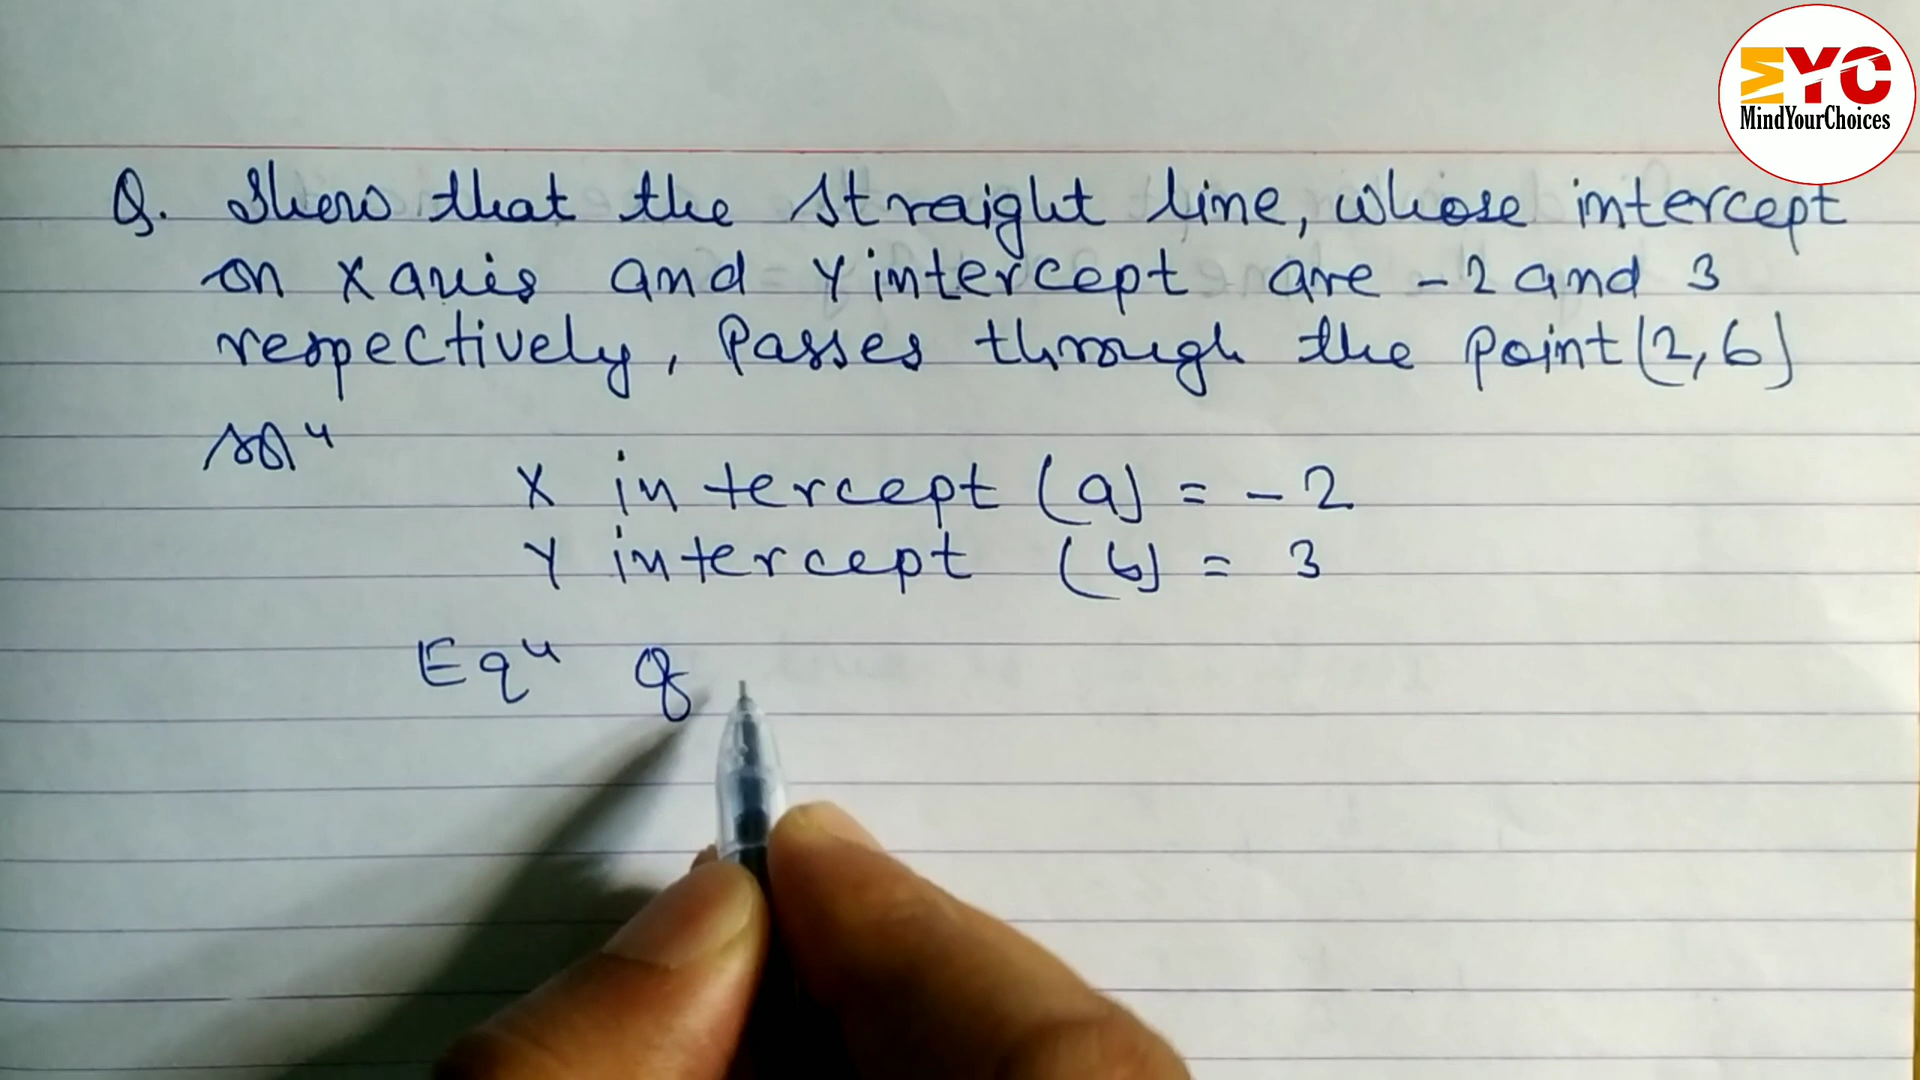 MYC
MindYourChoices
Q. Show that the straight line, whose intercept
on X axis and Y intercept are -2 and 3
respectively, Passes through the point (2,6)
Solⁿ
X intercept (a) = -2
Y intercept (b) = 3
Eqⁿ of